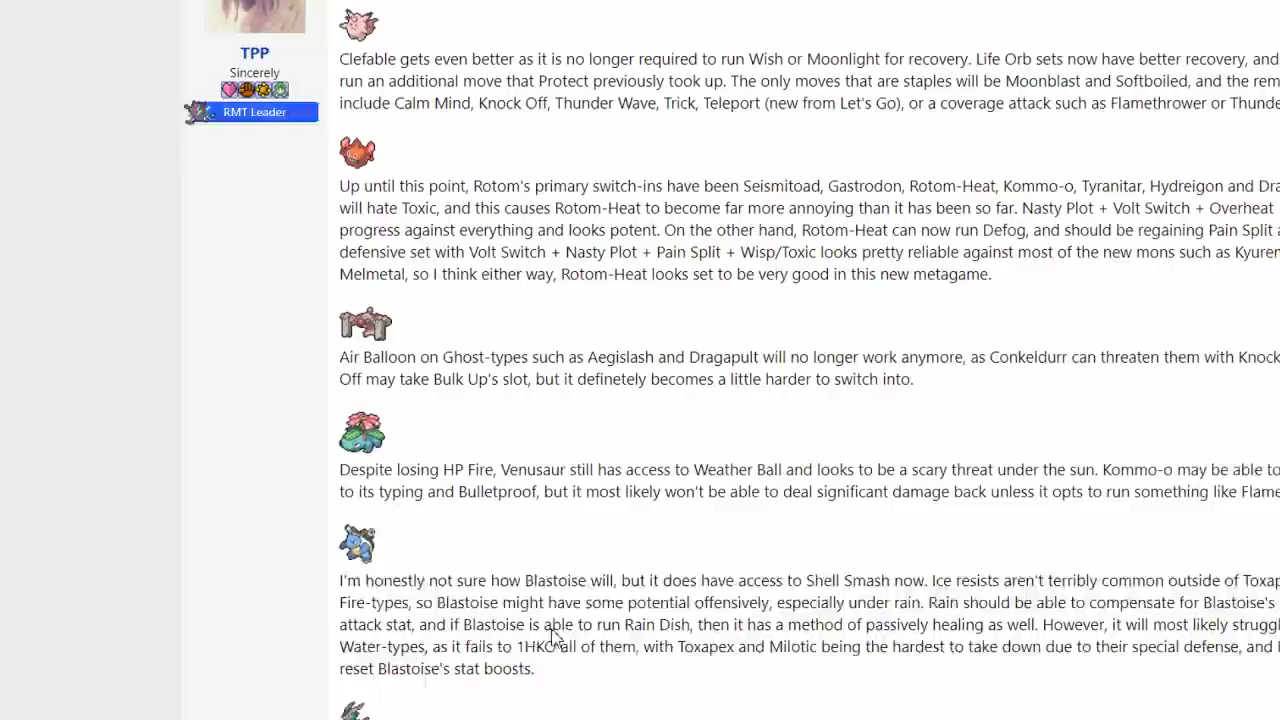 TPP
Sincerely
RMT Leader
Clefable gets even better as it is no longer required to run Wish or Moonlight for recovery. Life Orb sets now have better recovery, and
run an additional move that Protect previously took up. The only moves that are staples will be Moonblast and Softboiled, and the rem
include Calm Mind, Knock Off, Thunder Wave, Trick, Teleport (new from Let's Go), or a coverage attack such as Flamethrower or Thunde
Up until this point, Rotom's primary switch-ins have been Seismitoad, Gastrodon, Rotom-Heat, Kommo-o, Tyranitar, Hydreigon and Dra
will hate Toxic, and this causes Rotom-Heat to become far more annoying than it has been so far. Nasty Plot + Volt Switch + Overheat
progress against everything and looks potent. On the other hand, Rotom-Heat can now run Defog, and should be regaining Pain Split a
defensive set with Volt Switch + Nasty Plot + Pain Split + Wisp/Toxic looks pretty reliable against most of the new mons such as Kyurem
Melmetal, so I think either way, Rotom-Heat looks set to be very good in this new metagame.
Air Balloon on Ghost-types such as Aegislash and Dragapult will no longer work anymore, as Conkeldurr can threaten them with Knock
Off may take Bulk Up's slot, but it definetely becomes a little harder to switch into.
Despite losing HP Fire, Venusaur still has access to Weather Ball and looks to be a scary threat under the sun. Kommo-o may be able to
to its typing and Bulletproof, but it most likely won't be able to deal significant damage back unless it opts to run something like Flame
I'm honestly not sure how Blastoise will, but it does have access to Shell Smash now. Ice resists aren't terribly common outside of Toxap
Fire-types, so Blastoise might have some potential offensively, especially under rain. Rain should be able to compensate for Blastoise's
attack stat, and if Blastoise is able to run Rain Dish, then it has a method of passively healing as well. However, it will most likely strugg
Water-types, as it fails to 1HKO all of them, with Toxapex and Milotic being the hardest to take down due to their special defense, and
reset Blastoise's stat boosts.